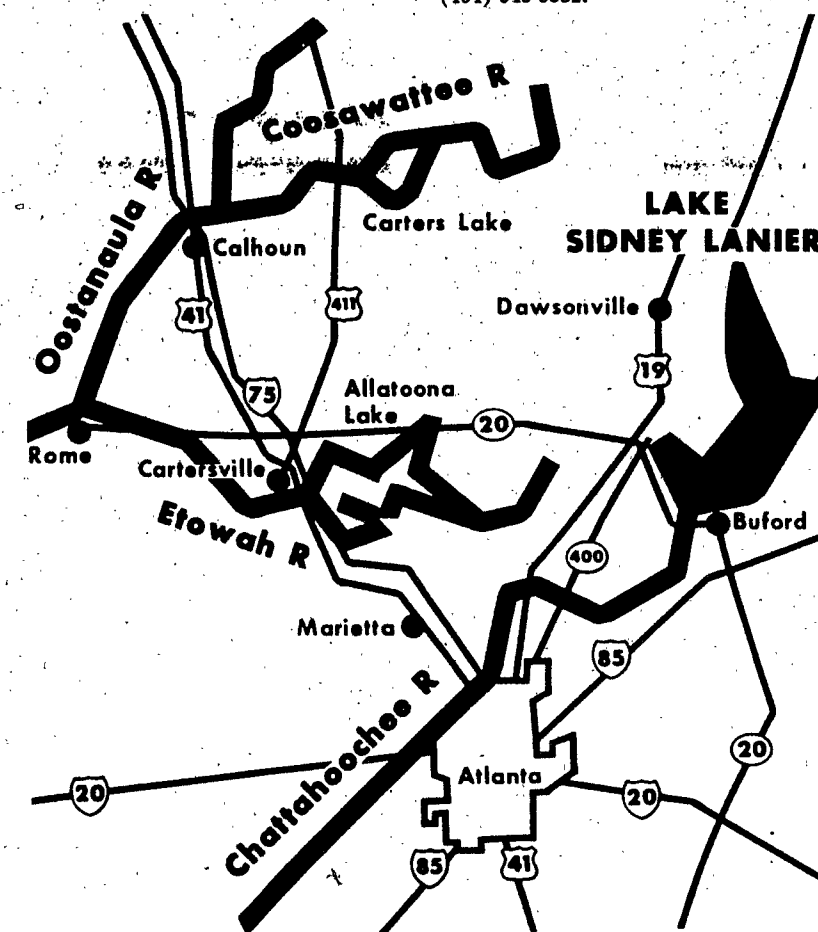 Coosawattee R
Oostanaula R
Carters Lake
LAKE
SIDNEY LANIER
Calhoun
Dawsonville
41
411
19
75
Allatoona
Lake
20
Rome
Cartersville
Etowah R
Buford
400
Marietta
85
Chattahoochee R
20
Atlanta
20
20
85
41